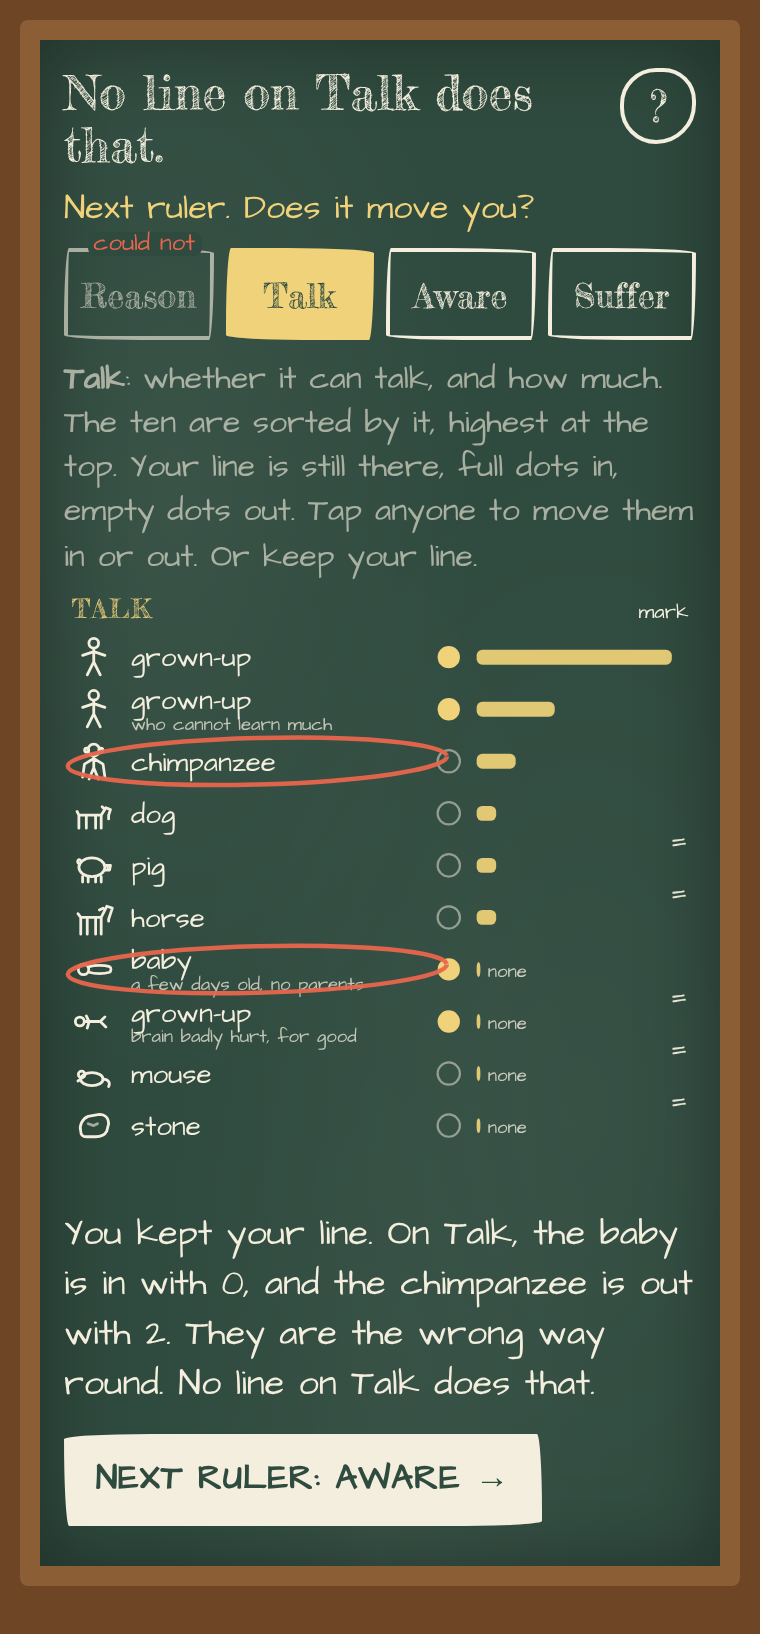 No line on Talk does
that.
?
Next ruler. Does it move you?
could not
Reason
Talk
Aware
Suffer
Talk: whether it can talk, and how much.
The ten are sorted by it, highest at the
top. Your line is still there, full dots in,
empty dots out. Tap anyone to move them
in or out. Or keep your line.
TALK
mark
grown-up
grown-up
who cannot learn much
chimpanzee
dog
=
pig
=
horse
baby
none
a few days old, no parents
=
grown-up
none
brain badly hurt, for good
=
mouse
none
=
stone
none
You kept your line. On Talk, the baby
is in with 0, and the chimpanzee is out
with 2. They are the wrong way
round. No line on Talk does that.
NEXT RULER: AWARE →